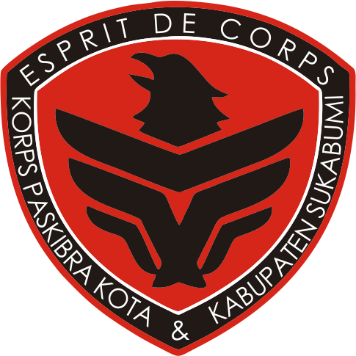 ESPRIT DE CORPS
KORPS PASKIBRA KOTA & KABUPATEN SUKABUMI